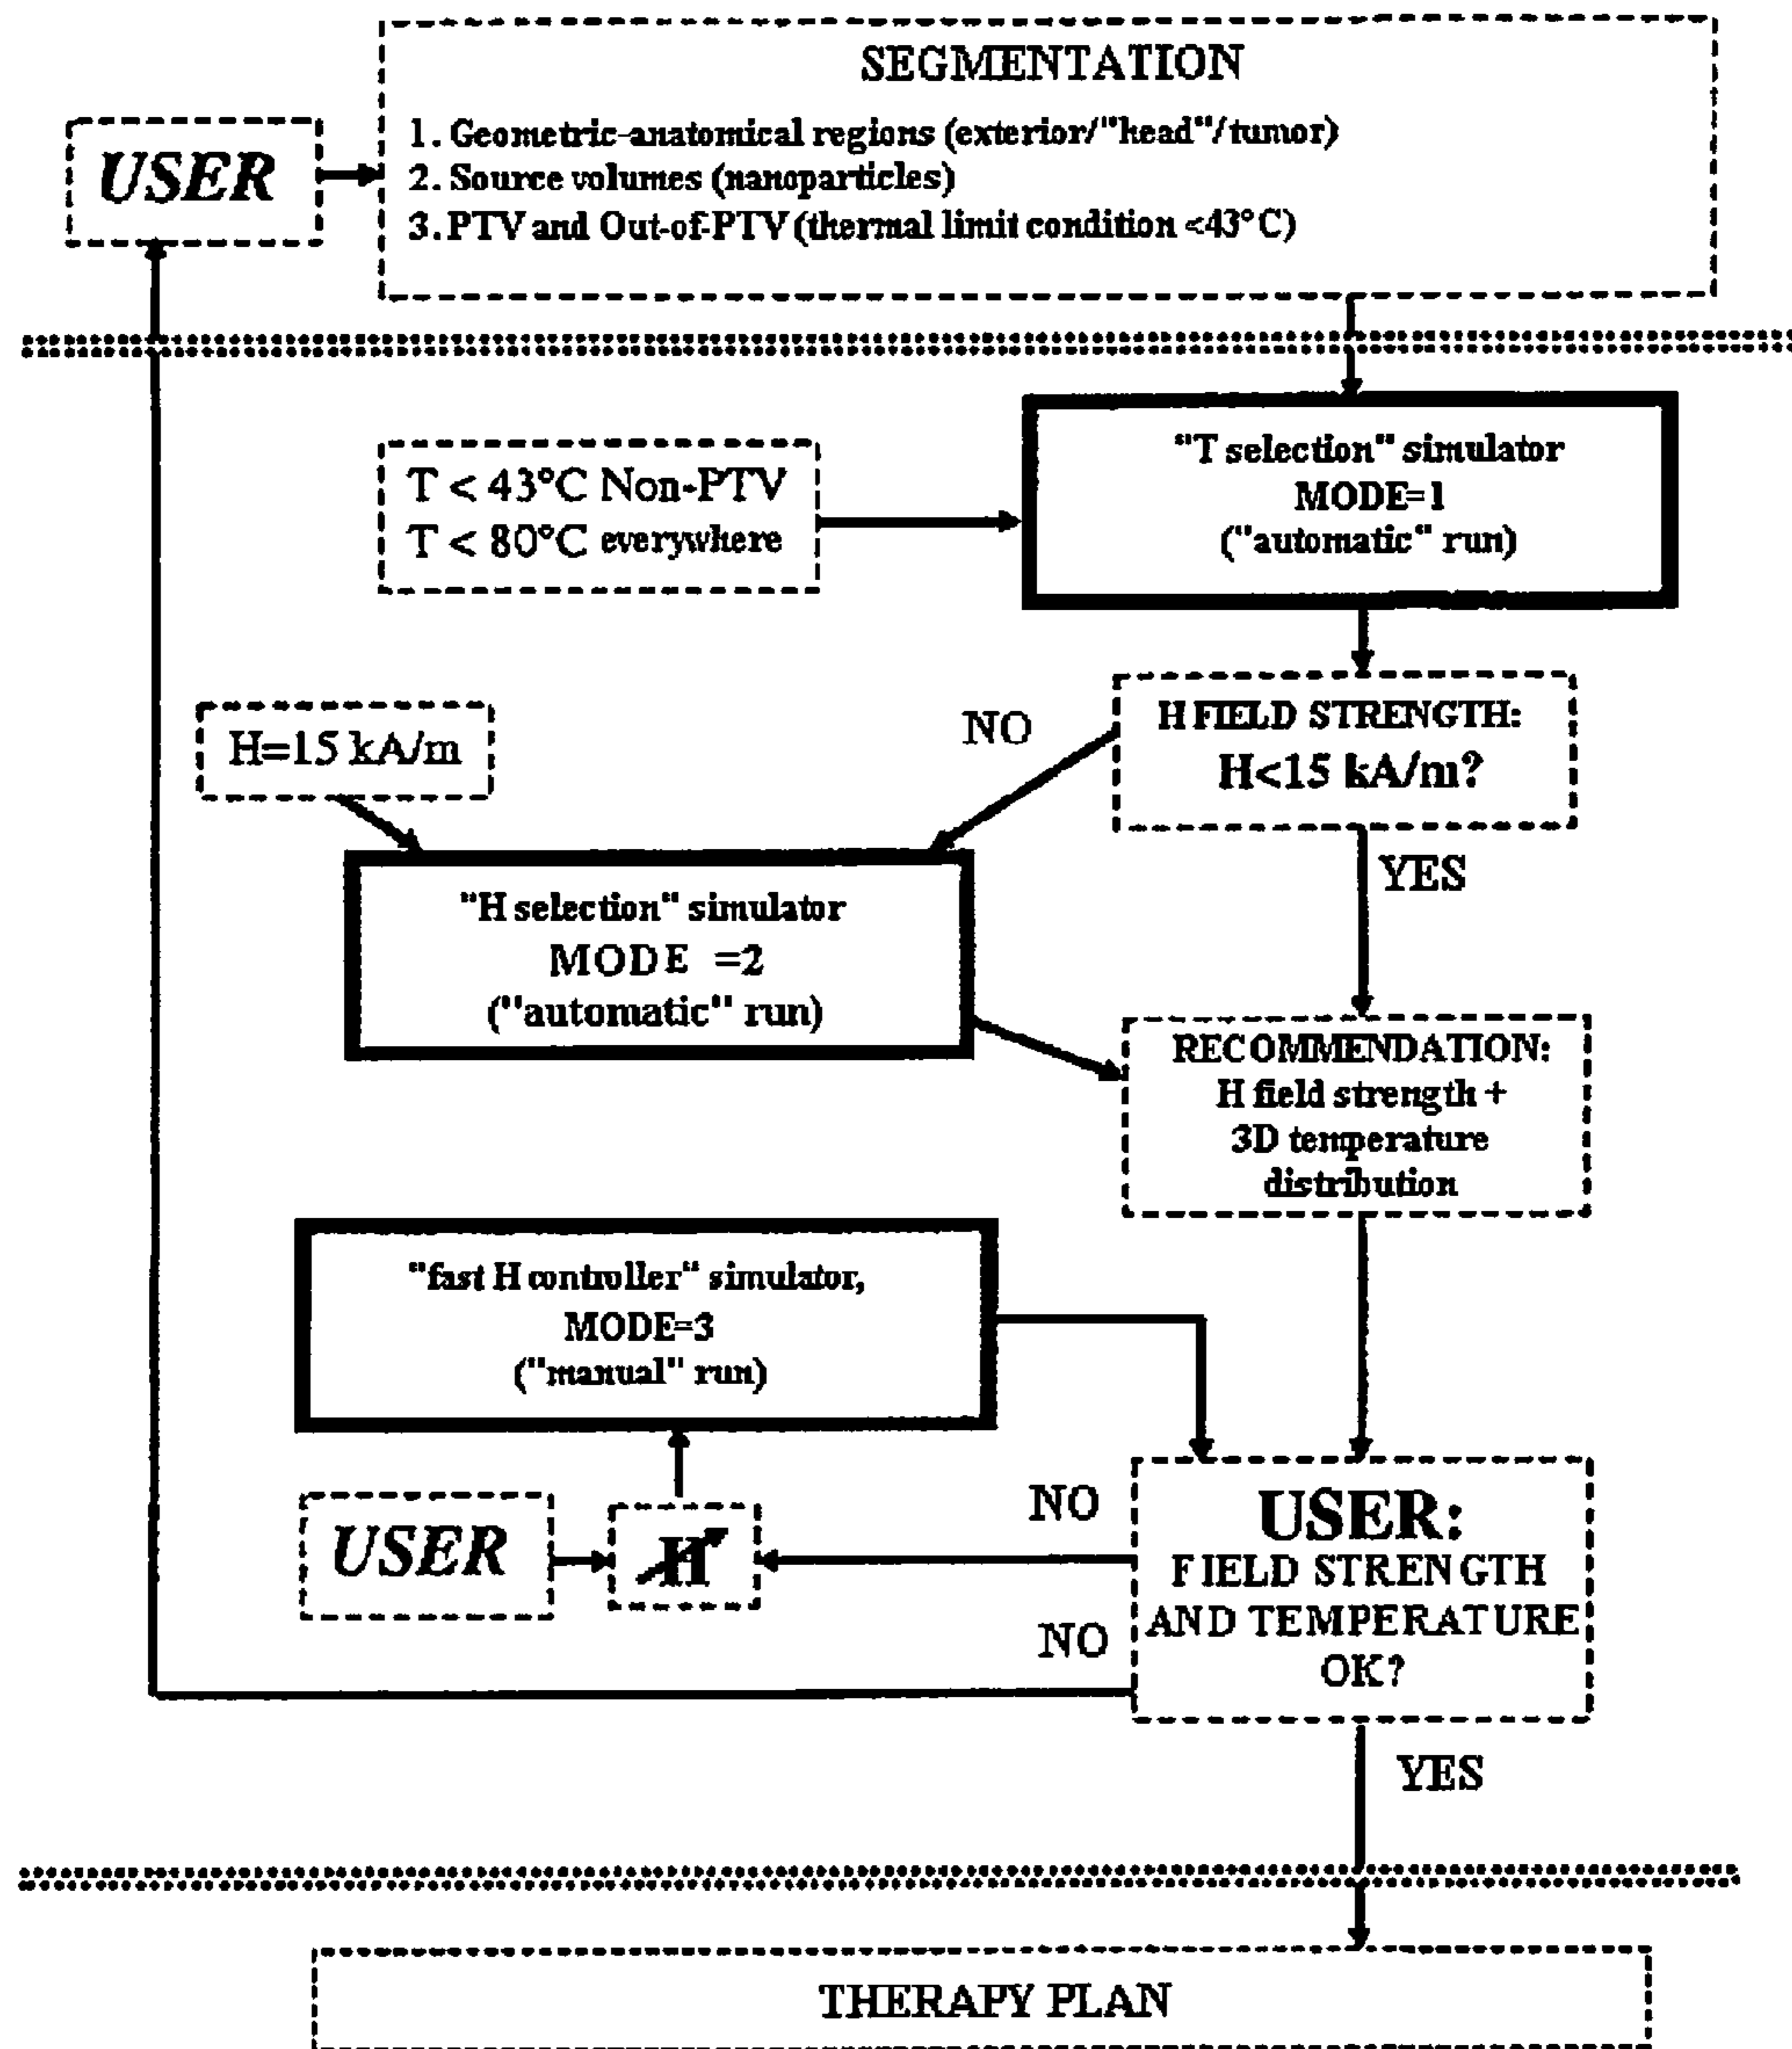 SEGMENTATION
USER
1. Geometric-anatomical regions (exterior/"head"/tumor)
2. Source volumes (nanoparticles)
3. PTV and Out-of-PTV (thermal limit condition <43°C)
"T selection" simulator
MODE=1
("automatic" run)
T < 43°C Non-PTV
T < 80°C everywhere
H FIELD STRENGTH:
H<15 kA/m?
NO
H=15 kA/m
YES
"H selection" simulator
MODE =2
("automatic" run)
RECOMMENDATION:
H field strength +
3D temperature
distribution
"fast H controller" simulator,
MODE=3
("manual" run)
USER
H
NO
NO
USER:
FIELD STRENGTH
AND TEMPERATURE
OK?
YES
THERAPY PLAN